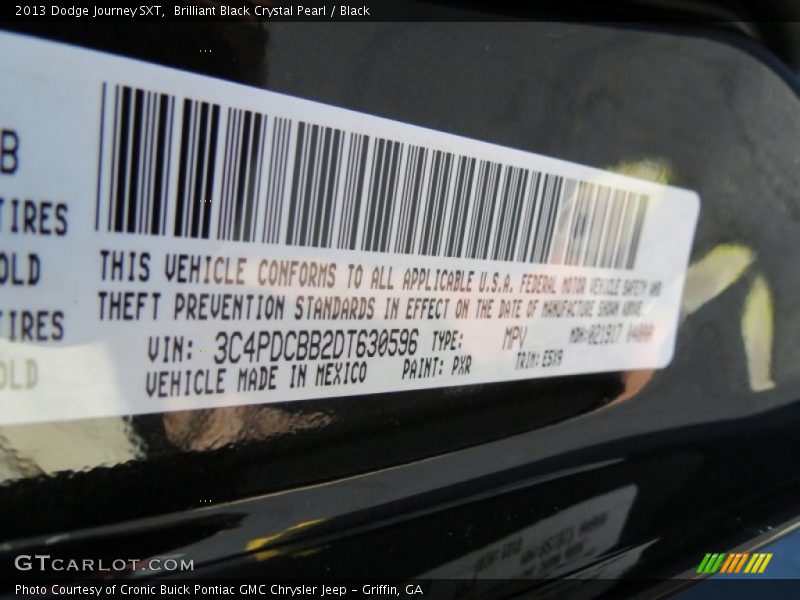 2013 Dodge Journey SXT,  Brilliant Black Crystal Pearl / Black
B
TIRES
OLD
TIRES
OLD
THIS VEHICLE CONFORMS TO ALL APPLICABLE U.S.A. FEDERAL MOTOR VEHICLE SAFETY AND
THEFT PREVENTION STANDARDS IN EFFECT ON THE DATE OF MANUFACTURE SHOWN ABOVE.
VIN: 3C4PDCBB2DT630596 TYPE: MPV
VEHICLE MADE IN MEXICO PAINT: PXR TRIM:
GTCARLOT.COM
Photo Courtesy of Cronic Buick Pontiac GMC Chrysler Jeep - Griffin, GA